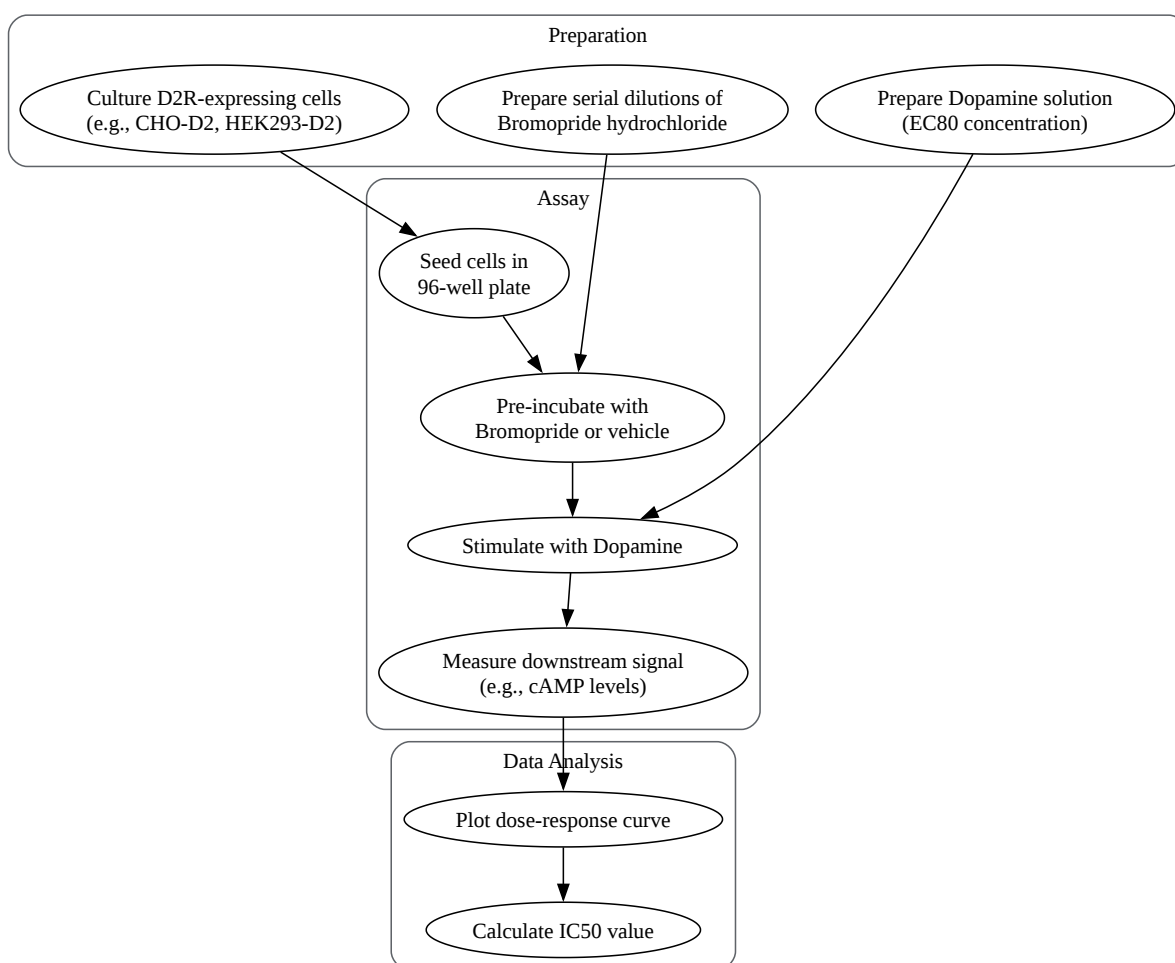 Preparation
Culture D2R-expressing cells
(e.g., CHO-D2, HEK293-D2)
Prepare serial dilutions of
Bromopride hydrochloride
Prepare Dopamine solution
(EC80 concentration)
Assay
Seed cells in
96-well plate
Pre-incubate with
Bromopride or vehicle
Stimulate with Dopamine
Measure downstream signal
(e.g., cAMP levels)
Data Analysis
Plot dose-response curve
Calculate IC50 value